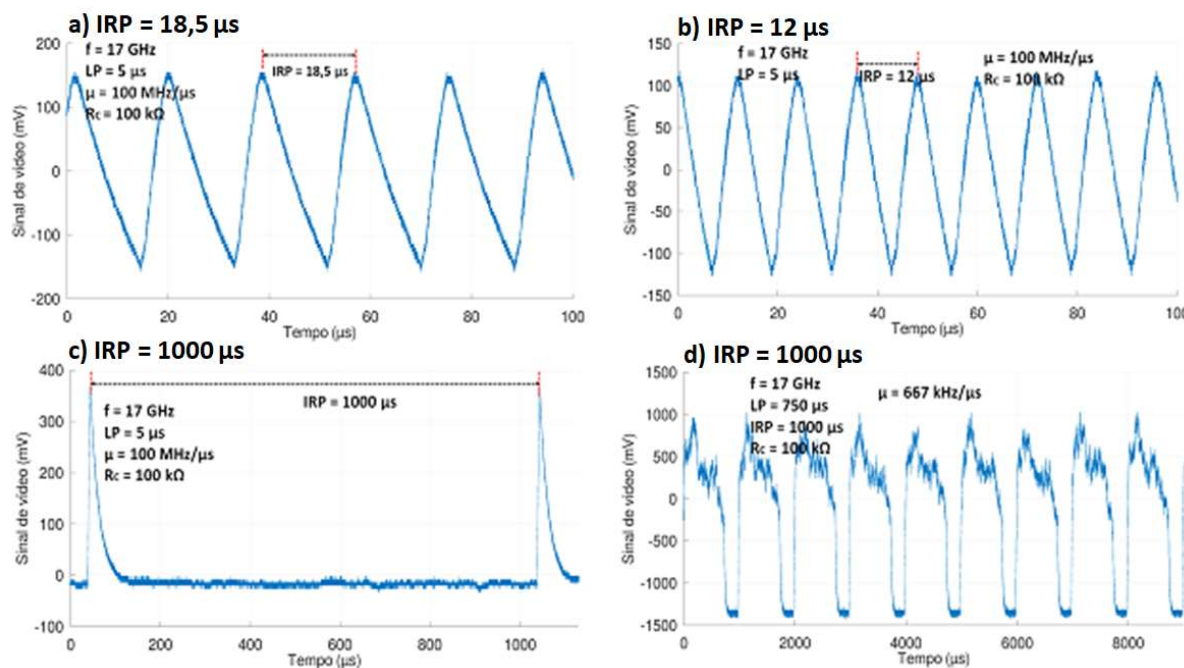 a) IRP = 18,5 µs
f = 17 GHz
LP = 5 µs
µ = 100 MHz/µs
Rc = 100 kΩ
IRP = 18,5 µs
Sinal de vídeo (mV)
200
100
0
-100
-200
0
20
40
60
80
100
Tempo (µs)
b) IRP = 12 µs
f = 17 GHz
LP = 5 µs
IRP = 12 µs
µ = 100 MHz/µs
Rc = 100 kΩ
Sinal de vídeo (mV)
150
100
50
0
-50
-100
-150
0
20
40
60
80
100
Tempo (µs)
c) IRP = 1000 µs
IRP = 1000 µs
f = 17 GHz
LP = 5 µs
µ = 100 MHz/µs
Rc = 100 kΩ
Sinal de vídeo (mV)
400
300
200
100
0
-100
0
200
400
600
800
1000
Tempo (µs)
d) IRP = 1000 µs
f = 17 GHz
LP = 750 µs
IRP = 1000 µs
Rc = 100 kΩ
µ = 667 kHz/µs
Sinal de vídeo (mV)
1500
1000
500
0
-500
-1000
-1500
0
2000
4000
6000
8000
Tempo (µs)